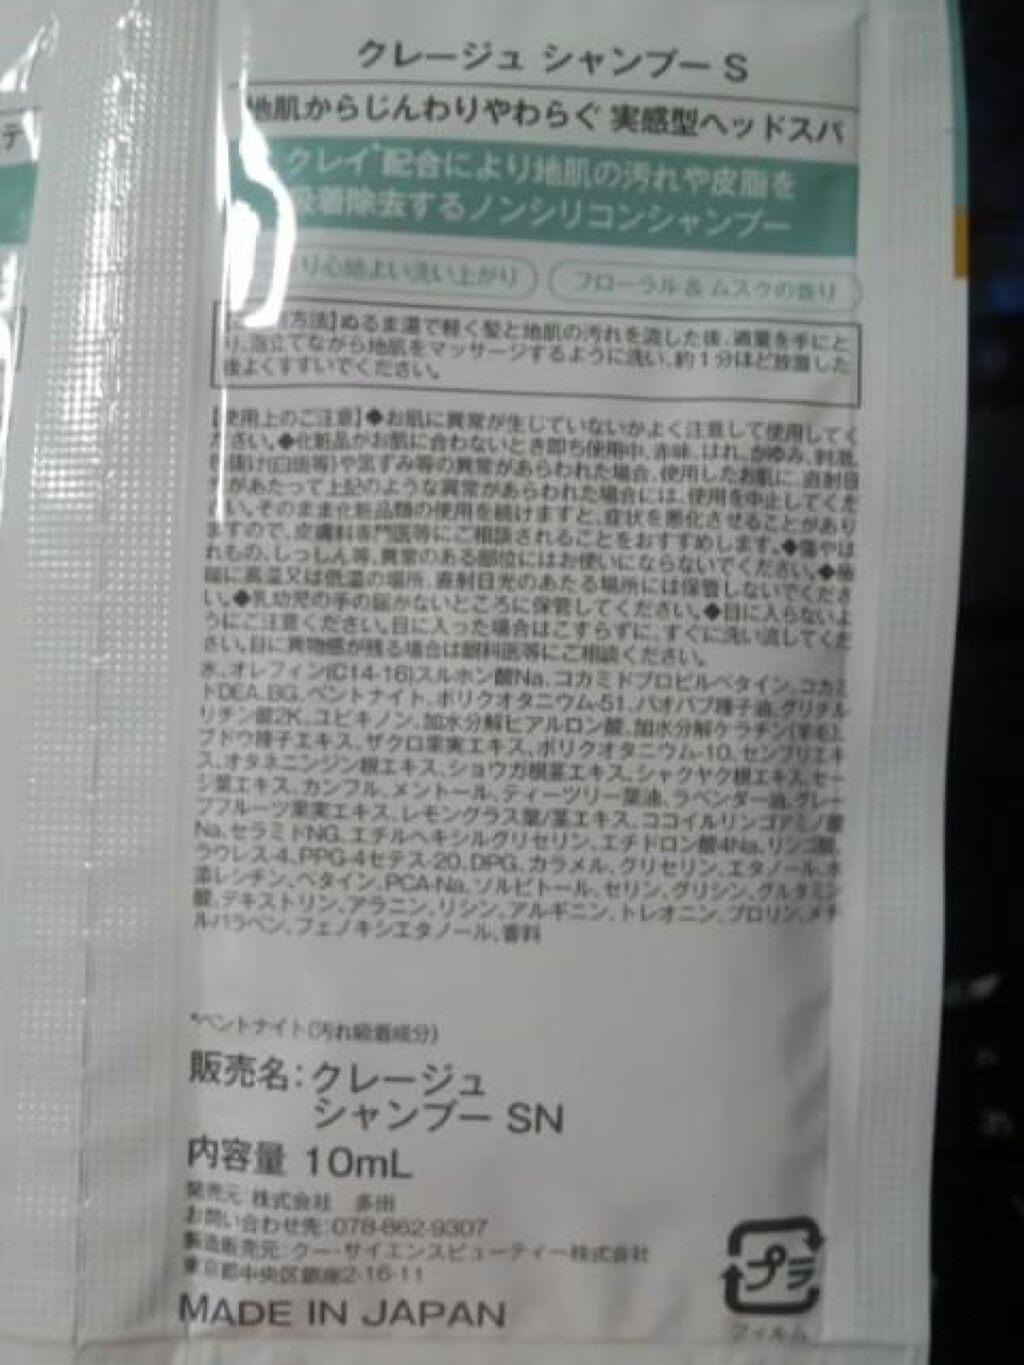 クレージュ シャンプー S
地肌からじんわりやわらぐ 実感型ヘッドスパ
クレイ*配合により地肌の汚れや皮脂を
吸着除去するノンシリコンシャンプー
り心地よい洗い上がり
フローラル & ムスクの香り
方法】ぬるま湯で軽く髪と地肌の汚れを流した後、適量を手にと
り、泡立てながら地肌をマッサージするように洗い、約1分ほど放置した
後よくすすいでください。
【使用上のご注意】◆お肌に異常が生じていないかよく注意して使用してく
ださい。◆化粧品がお肌に合わないとき即ち使用中、赤味、はれ、かゆみ、刺激、
色抜け(白斑等)や黒ずみ等の異常があらわれた場合、使用したお肌に、直射日
光があたって上記のような異常があらわれた場合には、使用を中止してくだ
さい。そのまま化粧品類の使用を続けますと、症状を悪化させることがあり
ますので、皮膚科専門医等にご相談されることをおすすめします。◆傷やは
れもの、しっしん等、異常のある部位にはお使いにならないでください。◆極
端に高温又は低温の場所、直射日光のあたる場所には保管しないでくださ
い。◆乳幼児の手の届かないところに保管してください。◆目に入らないよ
うにご注意ください。目に入った場合はこすらずに、すぐに洗い流してくだ
さい。目に異物感が残る場合は眼科医等にご相談ください。
水、オレフィン(C14-16)スルホン酸Na、コカミドプロピルベタイン、コカミ
ドDEA、BG、ベントナイト、ポリクオタニウム-51、バオバブ種子油、グリチル
リチン酸2K、ユビキノン、加水分解ヒアルロン酸、加水分解ケラチン(羊毛)、
ブドウ種子エキス、ザクロ果実エキス、ポリクオタニウム-10、センブリエキ
ス、オタネニンジン根エキス、ショウガ根茎エキス、シャクヤク根エキス、セー
ジ葉エキス、カンフル、メントール、ティーツリー葉油、ラベンダー油、グレー
プフルーツ果実エキス、レモングラス葉/茎エキス、ココイルリンゴアミノ酸
Na、セラミドNG、エチルヘキシルグリセリン、エチドロン酸4Na、リンゴ酸、
ラウレス-4、PPG-4セテス-20、DPG、カラメル、グリセリン、エタノール、水
添レシチン、ベタイン、PCA-Na、ソルビトール、セリン、グリシン、グルタミン
酸、デキストリン、アラニン、リシン、アルギニン、トレオニン、プロリン、メチ
ルパラベン、フェノキシエタノール、香料
*ベントナイト(汚れ吸着成分)
販売名:クレージュ
シャンプー SN
内容量 10mL
発売元 株式会社 多田
お問い合わせ先:078-862-9307
製造販売元:クー・サイエンスビューティー株式会社
東京都中央区銀座2-16-11
MADE IN JAPAN
プラ
フィルム
テ